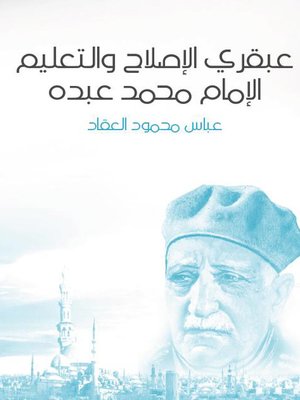 عبقري الإصلاح والتعليم
الإمام محمد عبده
عباس محمود العقاد